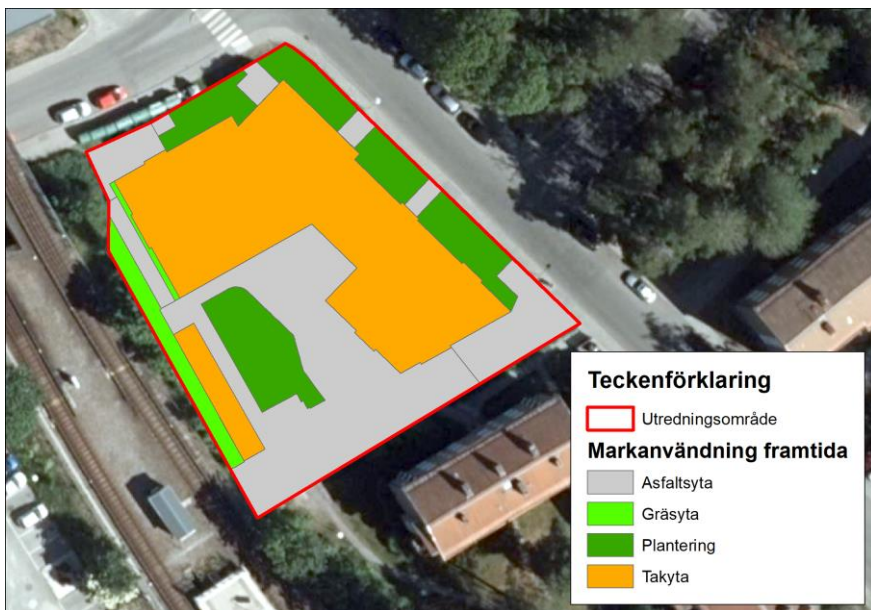 Teckenförklaring
Utredningsområde
Markanvändning framtida
Asfaltsyta
Gräsyta
Plantering
Takyta